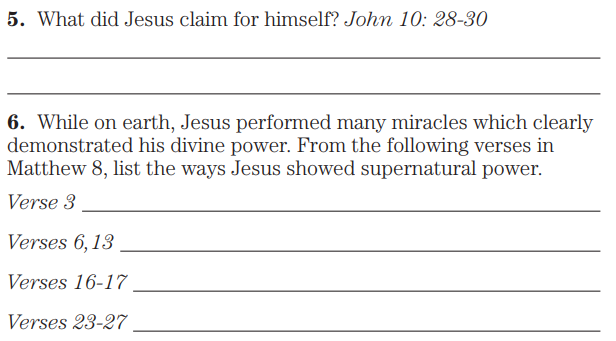 5. What did Jesus claim for himself? John 10: 28-30
6. While on earth, Jesus performed many miracles which clearly
demonstrated his divine power. From the following verses in
Matthew 8, list the ways Jesus showed supernatural power.
Verse 3
Verses 6,13
Verses 16-17
Verses 23-27